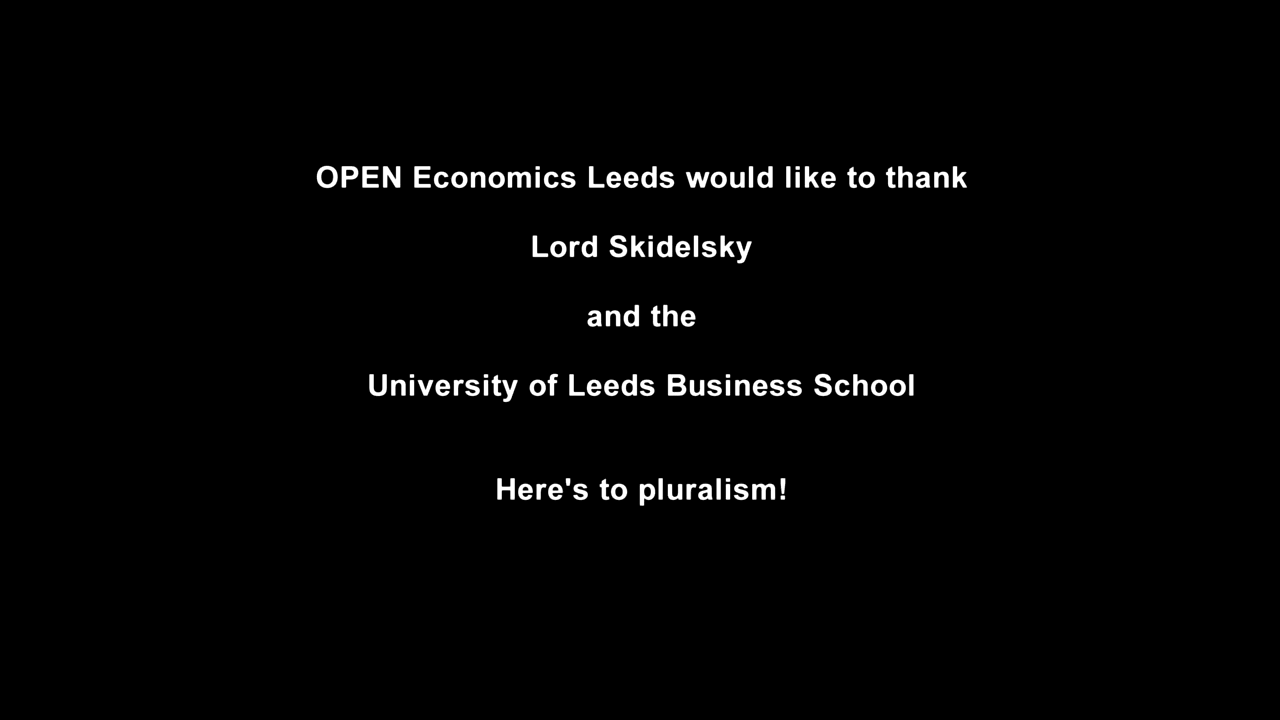 OPEN Economics Leeds would like to thank
Lord Skidelsky
and the
University of Leeds Business School
Here's to pluralism!